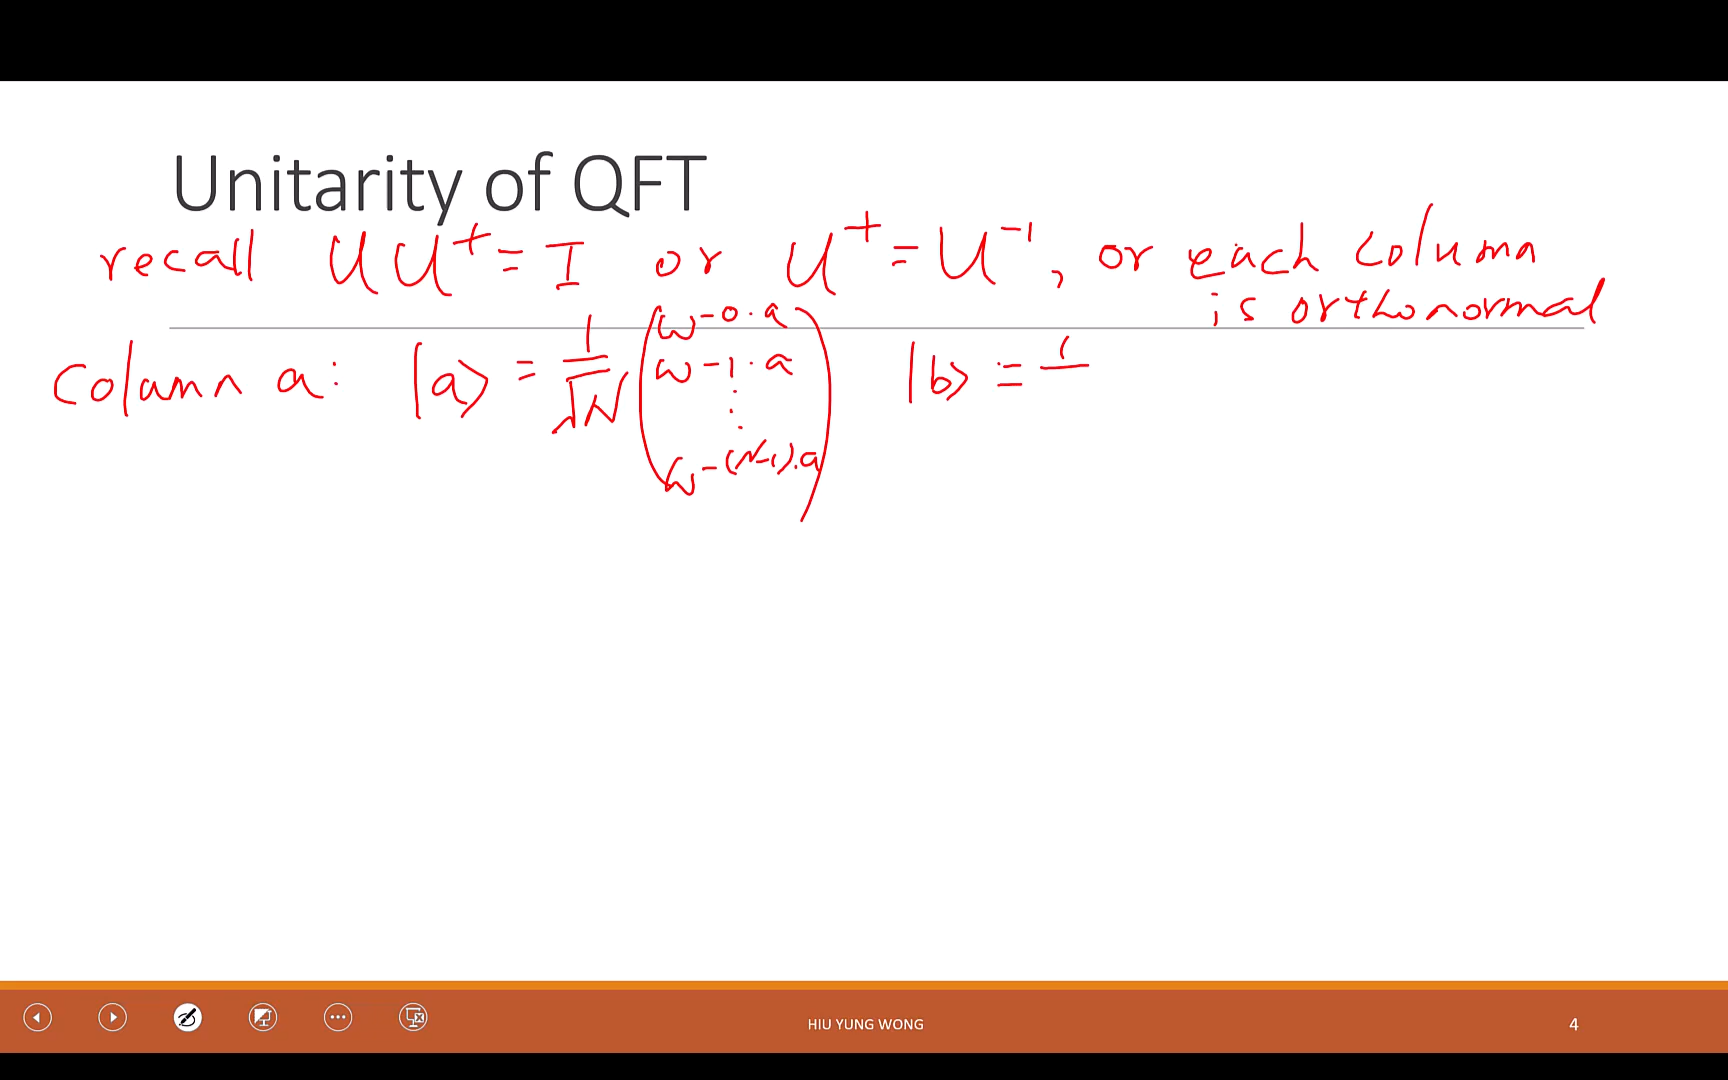 Unitarity of QFT
recall U U⁺ = I or U⁺ = U⁻¹, or each column
is orthonormal
column a: |a> = 1/√N (ω^-0·a ω^-1·a ⋮ ω^-(N-1)·a) |b> = 1
HIU YUNG WONG
4